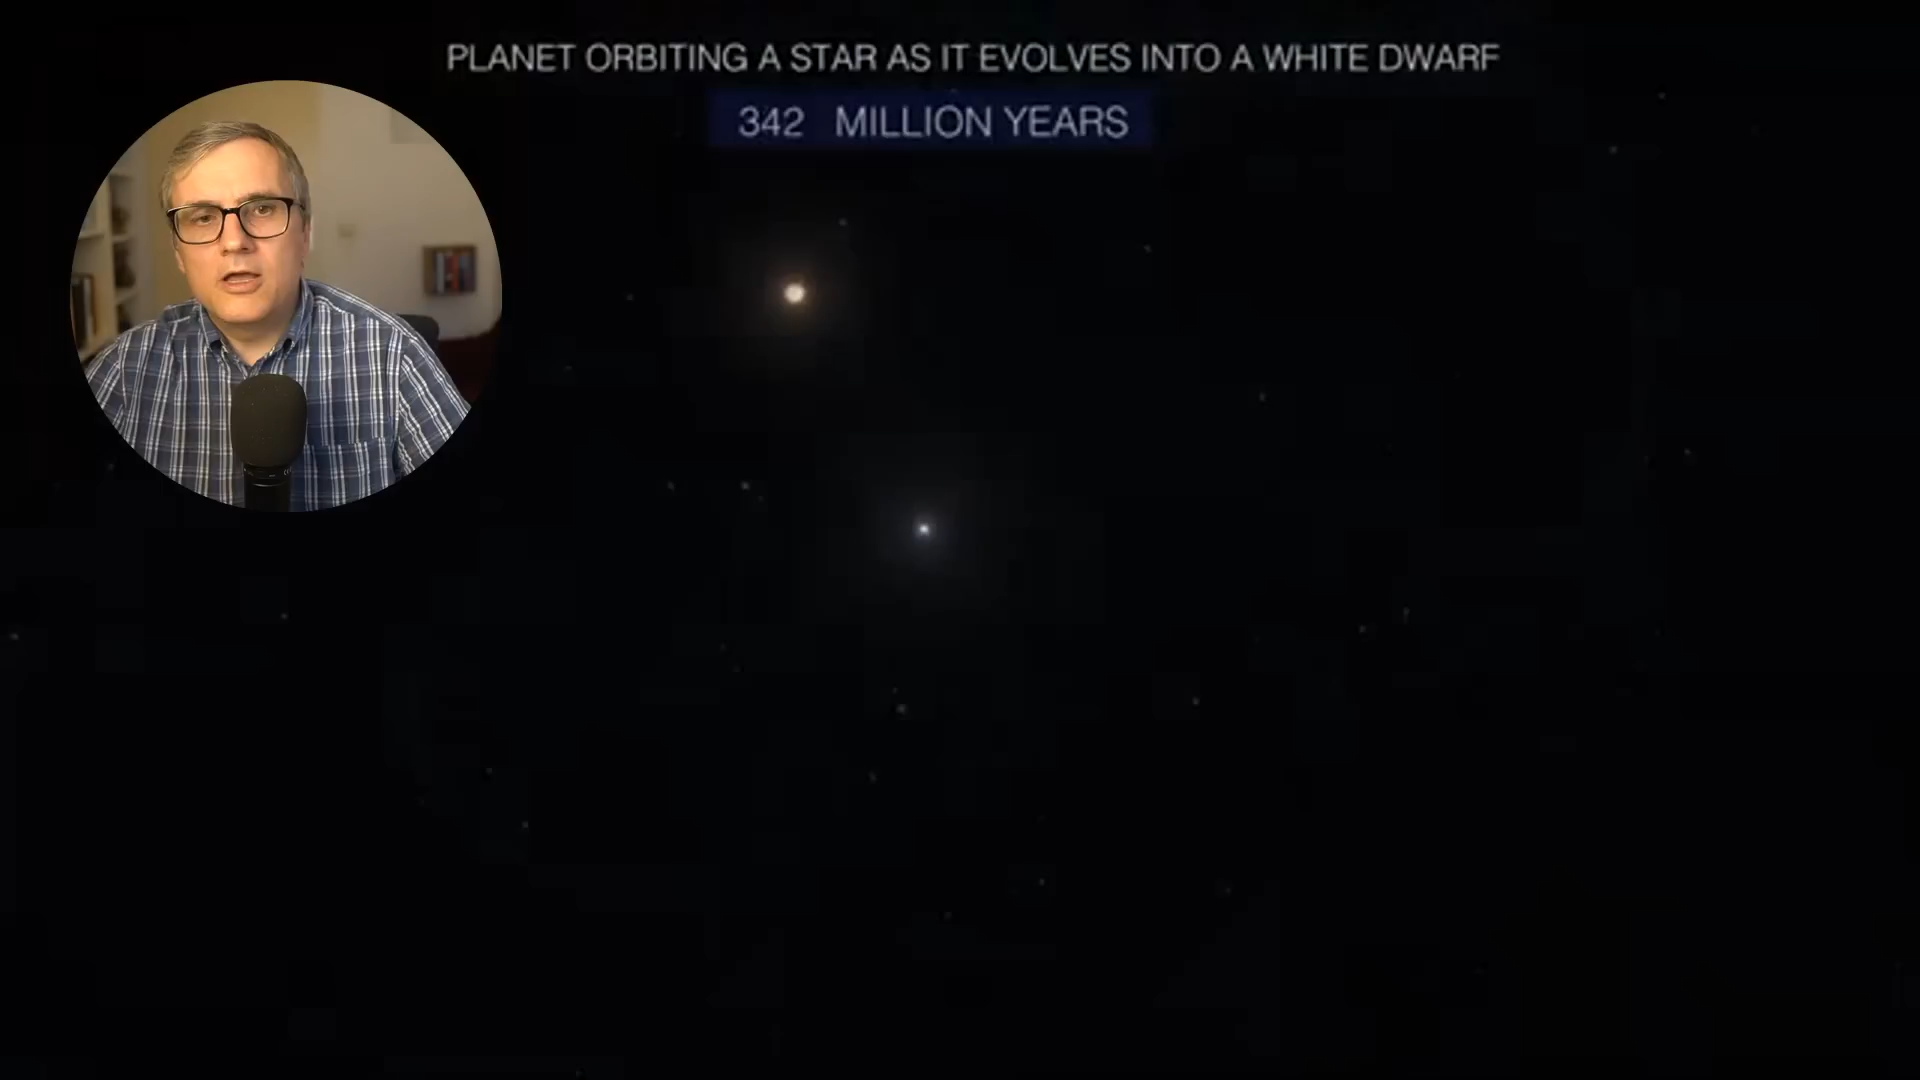 PLANET ORBITING A STAR AS IT EVOLVES INTO A WHITE DWARF
342 MILLION YEARS